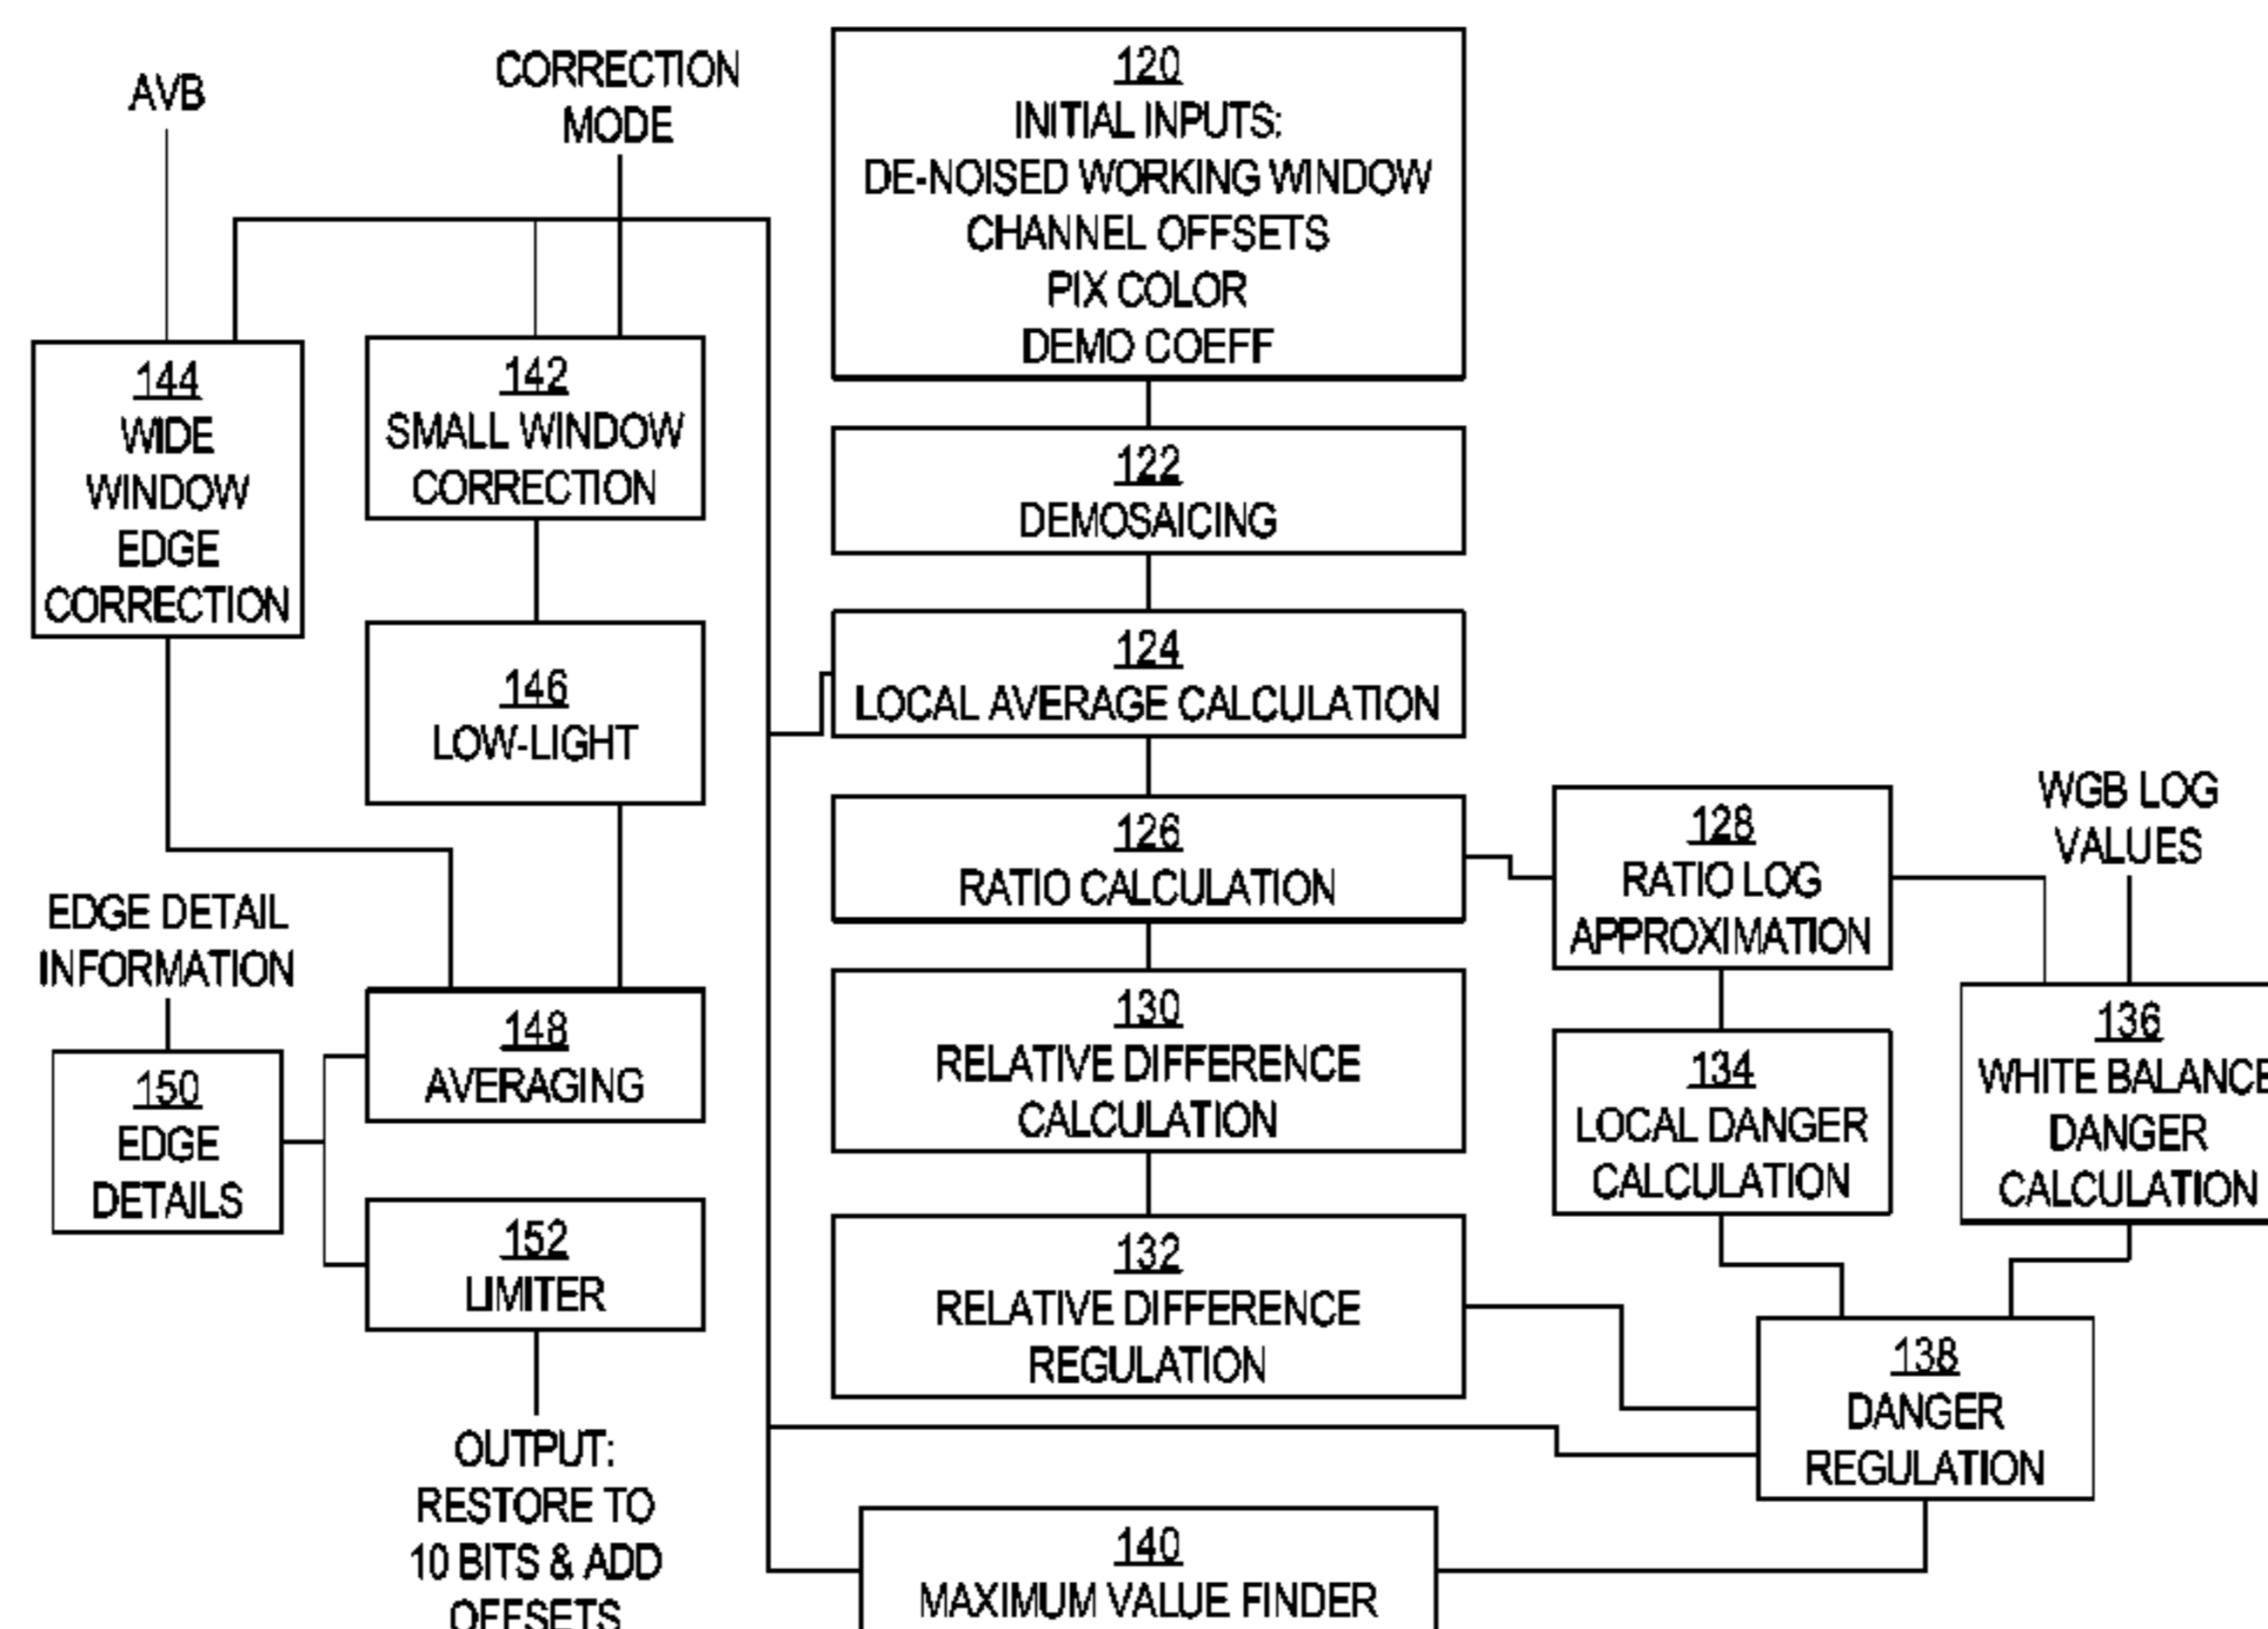 AVB
CORRECTION
MODE
120
INITIAL INPUTS:
DE-NOISED WORKING WINDOW
CHANNEL OFFSETS
PIX COLOR
DEMO COEFF
144
WIDE
WINDOW
EDGE
CORRECTION
142
SMALL WINDOW
CORRECTION
122
DEMOSAICING
146
LOW-LIGHT
124
LOCAL AVERAGE CALCULATION
126
RATIO CALCULATION
128
RATIO LOG
APPROXIMATION
WGB LOG
VALUES
EDGE DETAIL
INFORMATION
148
AVERAGING
130
RELATIVE DIFFERENCE
CALCULATION
134
LOCAL DANGER
CALCULATION
136
WHITE BALANCE
DANGER
CALCULATION
150
EDGE
DETAILS
152
LIMITER
132
RELATIVE DIFFERENCE
REGULATION
138
DANGER
REGULATION
OUTPUT:
RESTORE TO
10 BITS & ADD
OFFSETS
140
MAXIMUM VALUE FINDER